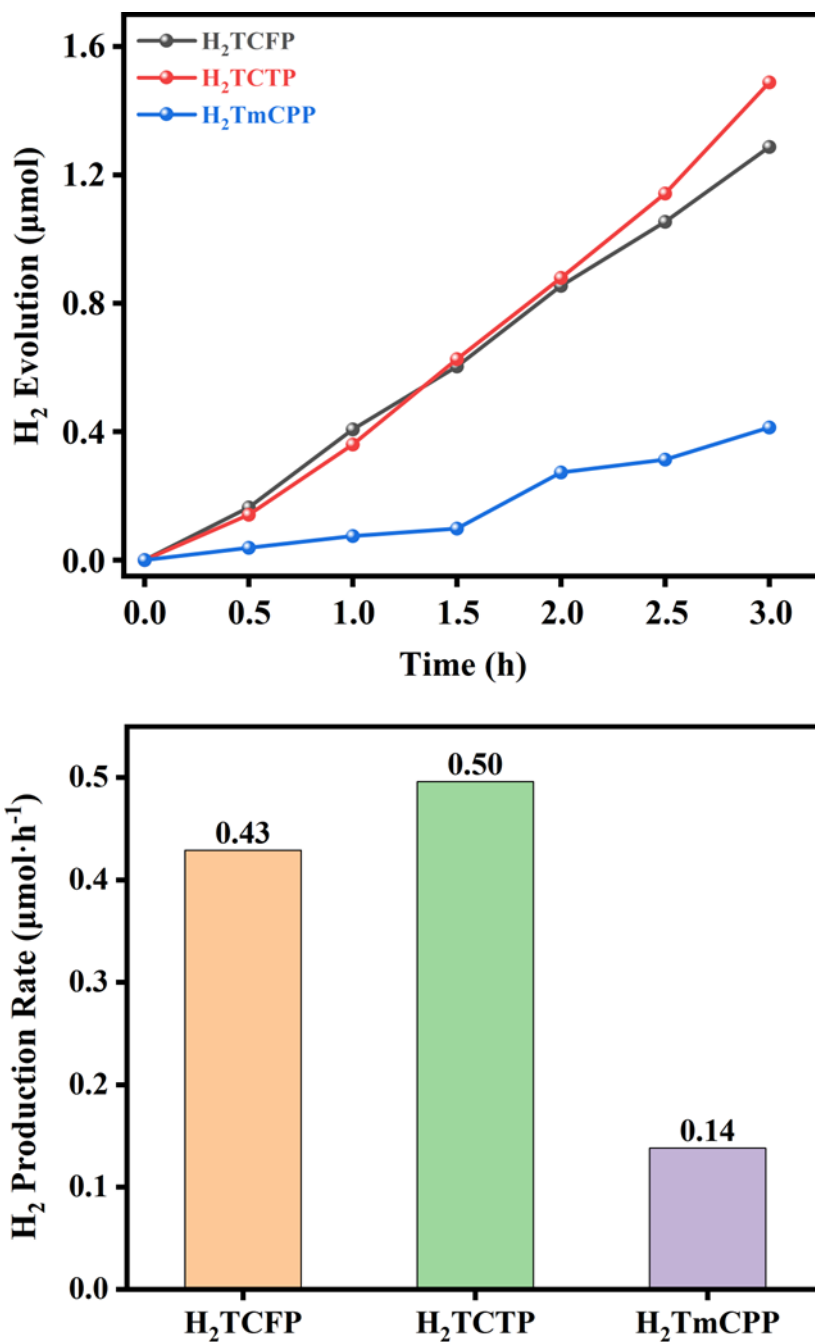 H₂TCFP
H₂TCTP
H₂TmCPP
H₂ Evolution (μmol)
1.6
1.2
0.8
0.4
0.0
0.0 0.5 1.0 1.5 2.0 2.5 3.0
Time (h)
H₂ Production Rate (μmol·h⁻¹)
0.5
0.4
0.3
0.2
0.1
0.0
0.43
0.50
0.14
H₂TCFP H₂TCTP H₂TmCPP